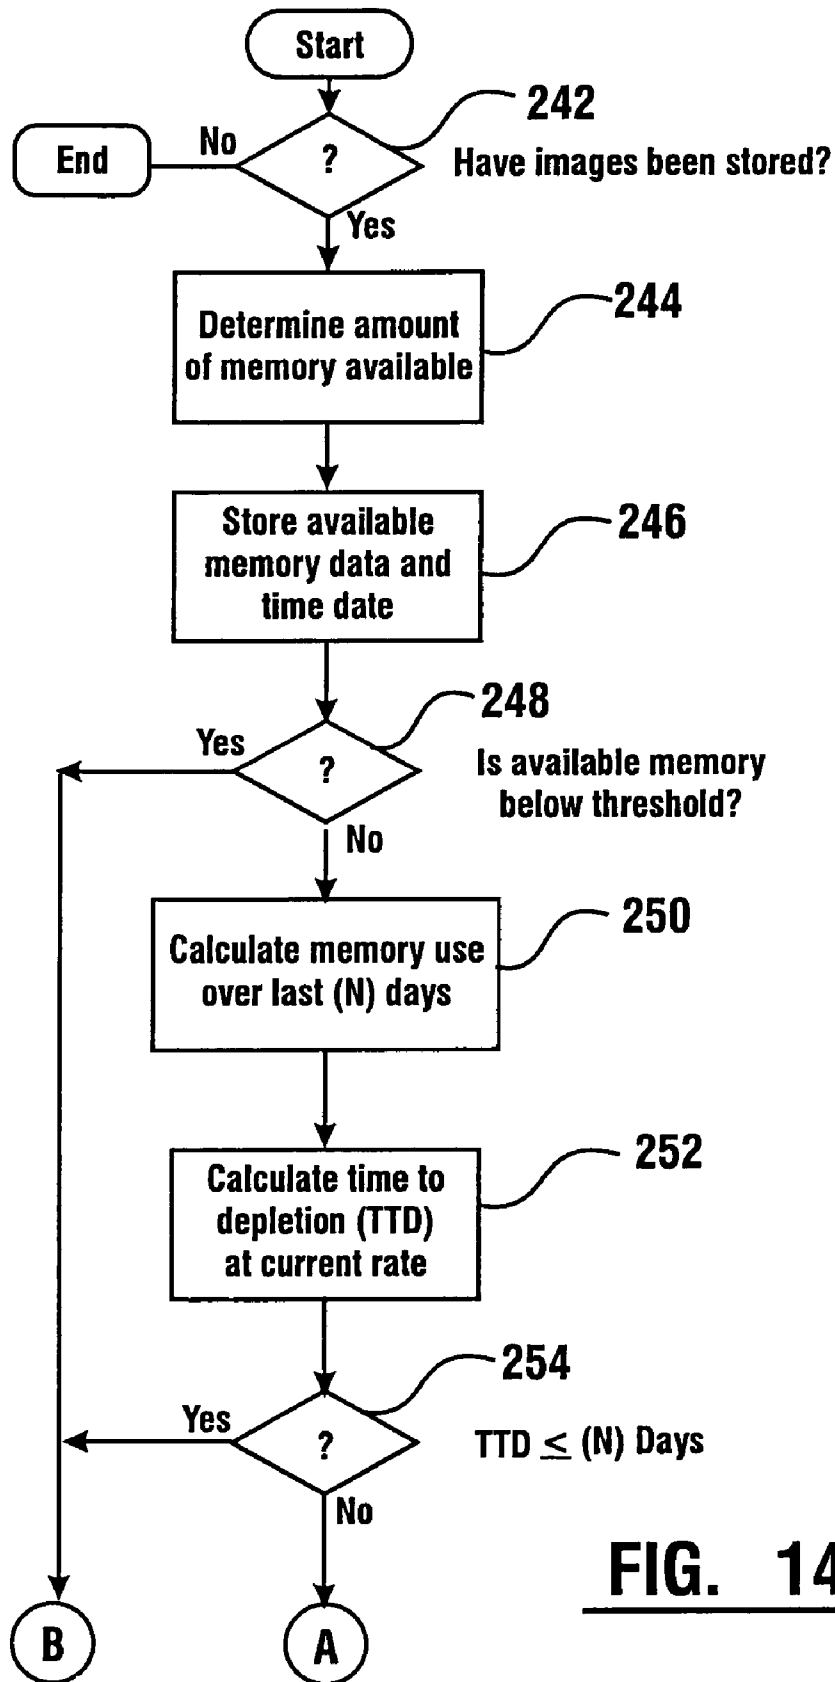 Start
242
?
No
End
Have images been stored?
Yes
244
Determine amount
of memory available
246
Store available
memory data and
time date
248
Yes
?
Is available memory
below threshold?
No
250
Calculate memory use
over last (N) days
252
Calculate time to
depletion (TTD)
at current rate
254
Yes
?
TTD ≤ (N) Days
No
FIG. 14
B
A